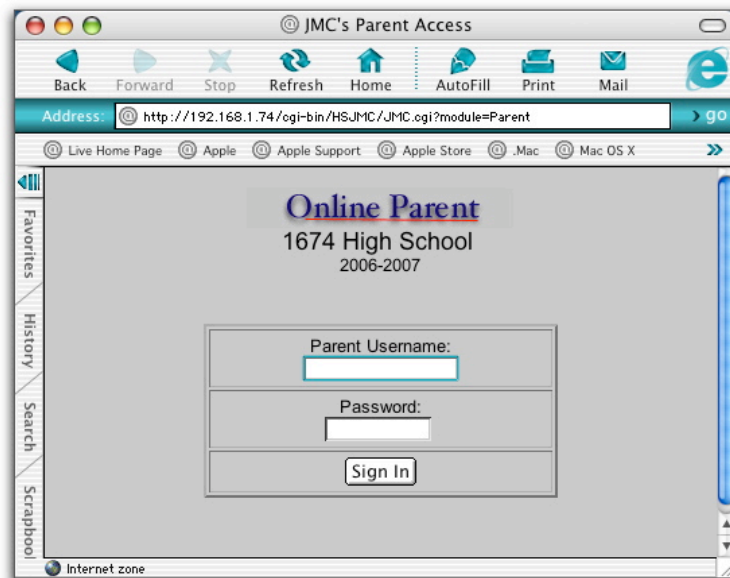 JMC's Parent Access
Back Forward Stop Refresh Home AutoFill Print Mail
Address: http://192.168.1.74/cgi-bin/HSJMC/JMC.cgi?module=Parent go
Live Home Page Apple Apple Support Apple Store .Mac Mac OS X
Favorites
History
Search
Scrapbook
Online Parent
1674 High School
2006-2007
Parent Username:
Password:
Sign In
Internet zone